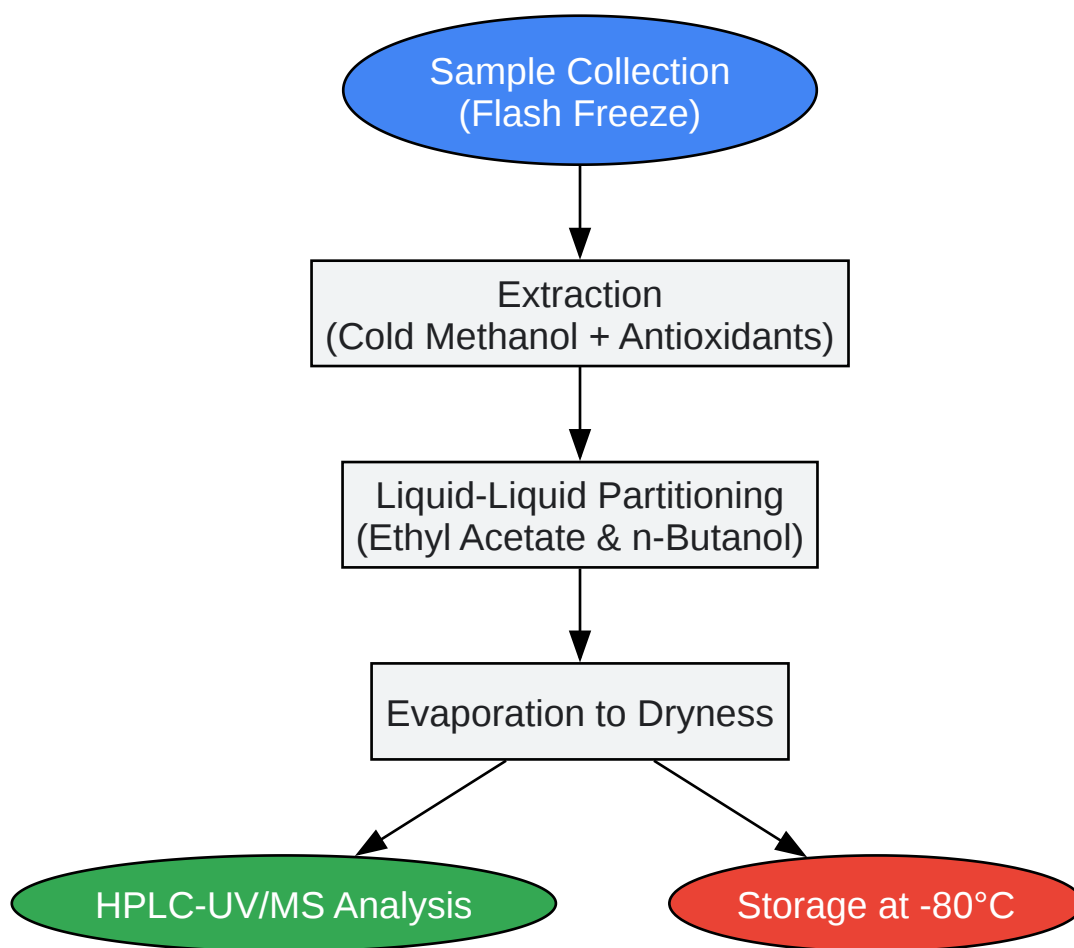 Sample Collection
(Flash Freeze)
Extraction
(Cold Methanol + Antioxidants)
Liquid-Liquid Partitioning
(Ethyl Acetate & n-Butanol)
Evaporation to Dryness
HPLC-UV/MS Analysis
Storage at -80°C